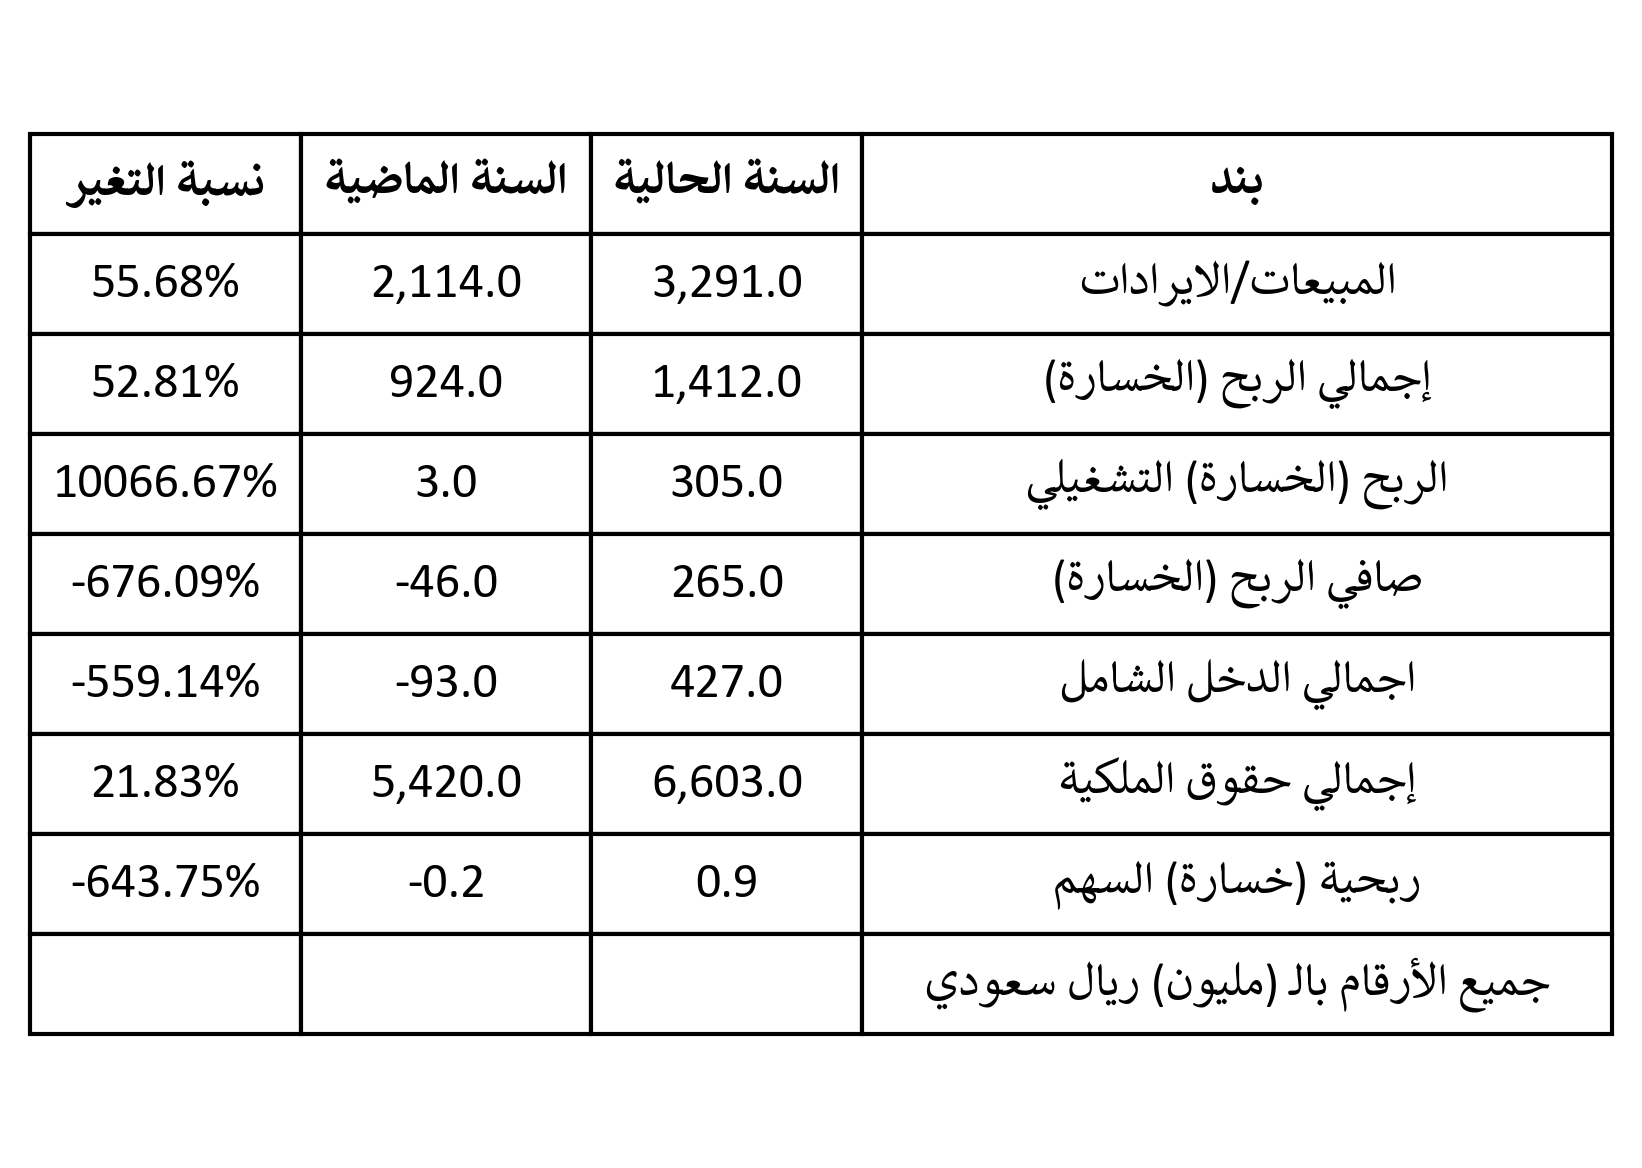 بند السنة الحالية السنة الماضية نسبة التغير
المبيعات/الايرادات 3,291.0 2,114.0 55.68%
إجمالي الربح (الخسارة) 1,412.0 924.0 52.81%
الربح (الخسارة) التشغيلي 305.0 3.0 10066.67%
صافي الربح (الخسارة) 265.0 -46.0 -676.09%
اجمالي الدخل الشامل 427.0 -93.0 -559.14%
إجمالي حقوق الملكية 6,603.0 5,420.0 21.83%
ربحية (خسارة) السهم 0.9 -0.2 -643.75%
جميع الأرقام بالـ (مليون) ريال سعودي